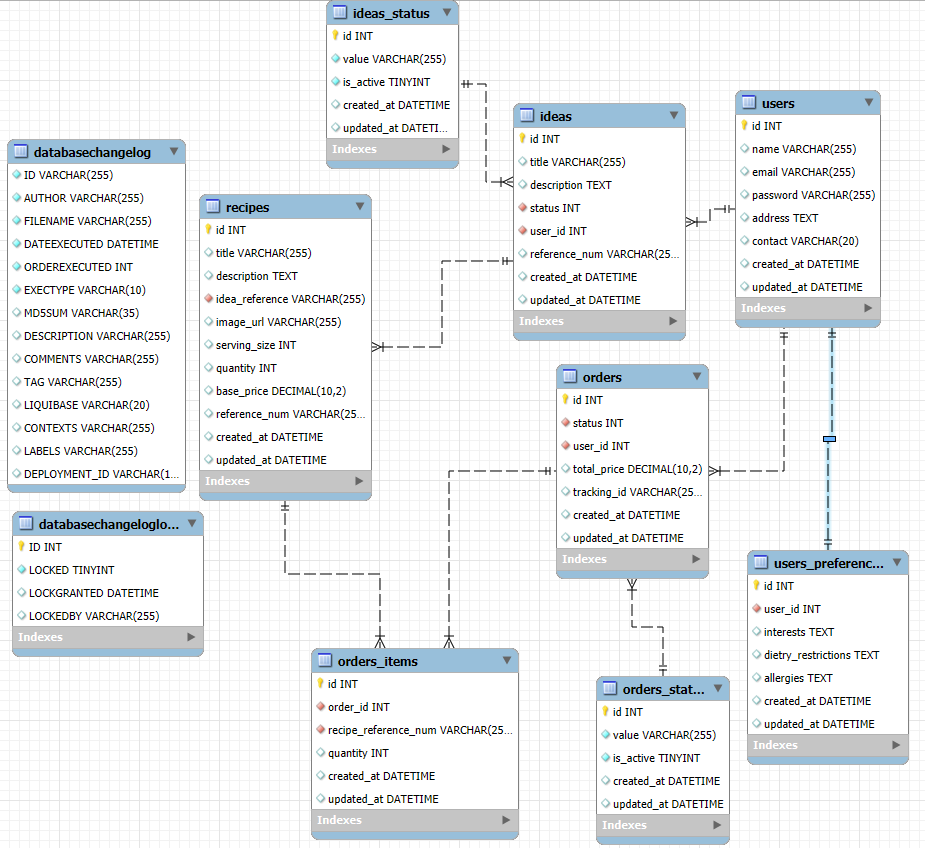 ideas_status
id INT
value VARCHAR(255)
is_active TINYINT
created_at DATETIME
updated_at DATETI...
Indexes
ideas
id INT
title VARCHAR(255)
description TEXT
status INT
user_id INT
reference_num VARCHAR(25...
created_at DATETIME
updated_at DATETIME
Indexes
users
id INT
name VARCHAR(255)
email VARCHAR(255)
password VARCHAR(255)
address TEXT
contact VARCHAR(20)
created_at DATETIME
updated_at DATETIME
Indexes
databasechangelog
ID VARCHAR(255)
AUTHOR VARCHAR(255)
FILENAME VARCHAR(255)
DATEEXECUTED DATETIME
ORDEREXECUTED INT
EXECTYPE VARCHAR(10)
MD5SUM VARCHAR(35)
DESCRIPTION VARCHAR(255)
COMMENTS VARCHAR(255)
TAG VARCHAR(255)
LIQUIBASE VARCHAR(20)
CONTEXTS VARCHAR(255)
LABELS VARCHAR(255)
DEPLOYMENT_ID VARCHAR(1...
recipes
id INT
title VARCHAR(255)
description TEXT
idea_reference VARCHAR(255)
image_url VARCHAR(255)
serving_size INT
quantity INT
base_price DECIMAL(10,2)
reference_num VARCHAR(25...
created_at DATETIME
updated_at DATETIME
Indexes
orders
id INT
status INT
user_id INT
total_price DECIMAL(10,2)
tracking_id VARCHAR(25...
created_at DATETIME
updated_at DATETIME
Indexes
databasechangeloglo...
ID INT
LOCKED TINYINT
LOCKGRANTED DATETIME
LOCKEDBY VARCHAR(255)
Indexes
users_preferenc...
id INT
user_id INT
interests TEXT
dietry_restrictions TEXT
allergies TEXT
created_at DATETIME
updated_at DATETIME
Indexes
orders_items
id INT
order_id INT
recipe_reference_num VARCHAR(25...
quantity INT
created_at DATETIME
updated_at DATETIME
Indexes
orders_stat...
id INT
value VARCHAR(255)
is_active TINYINT
created_at DATETIME
updated_at DATETIME
Indexes